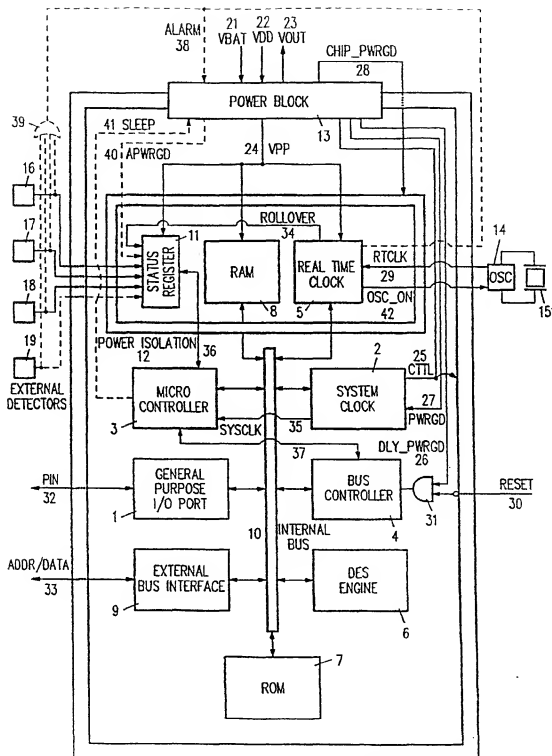 ALARM
38
21
VBAT
22
VDD
23
VOUT
CHIP_PWRGD
28
POWER BLOCK
13
39
41 SLEEP
40 APWRGD
24 VPP
16
17
18
19
EXTERNAL
DETECTORS
ROLLOVER
34
11
STATUS
REGISTER
RAM
8
REAL TIME
CLOCK
5
RTCLK
29
OSC_ON
42
14
OSC
15
POWER ISOLATION
12
36
MICRO
CONTROLLER
3
2
SYSTEM
CLOCK
25
CTTL
27
PWRGD
SYSCLK
35
37
DLY_PWRGD
26
PIN
32
GENERAL
PURPOSE
I/O PORT
1
BUS
CONTROLLER
4
31
RESET
30
10
INTERNAL
BUS
ADDR/DATA
33
EXTERNAL
BUS INTERFACE
9
DES
ENGINE
6
7
ROM